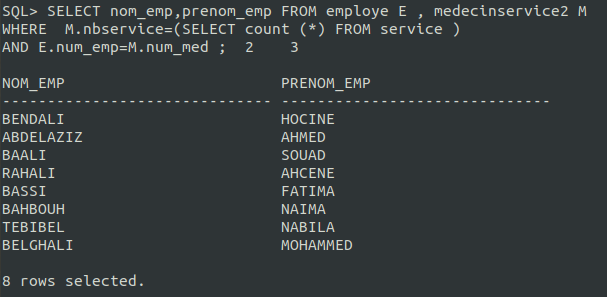 SQL> SELECT nom_emp,prenom_emp FROM employe E , medecinservice2 M
WHERE  M.nbservice=(SELECT count (*) FROM service )
AND E.num_emp=M.num_med ;  2    3
NOM_EMP                        PRENOM_EMP
------------------------------ ------------------------------
BENDALI                        HOCINE
ABDELAZIZ                      AHMED
BAALI                          SOUAD
RAHALI                         AHCENE
BASSI                          FATIMA
BAHBOUH                        NAIMA
TEBIBEL                        NABILA
BELGHALI                       MOHAMMED
8 rows selected.